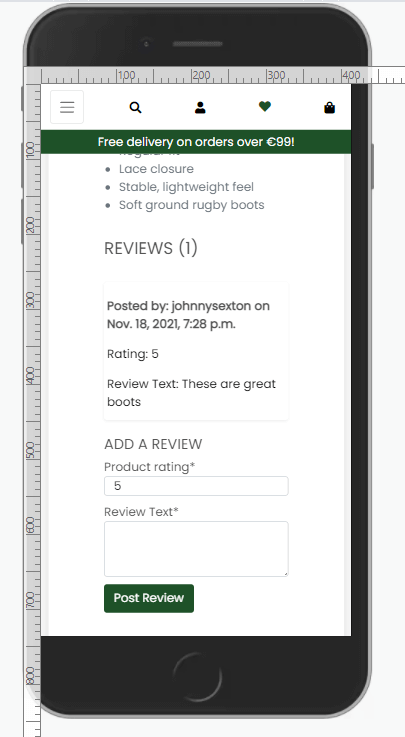 100
200
300
400
Free delivery on orders over €99!
Lace closure
Stable, lightweight feel
Soft ground rugby boots
REVIEWS (1)
Posted by: johnnysexton on
Nov. 18, 2021, 7:28 p.m.
Rating: 5
Review Text: These are great
boots
ADD A REVIEW
Product rating*
5
Review Text*
Post Review
100
200
300
400
500
600
700
800